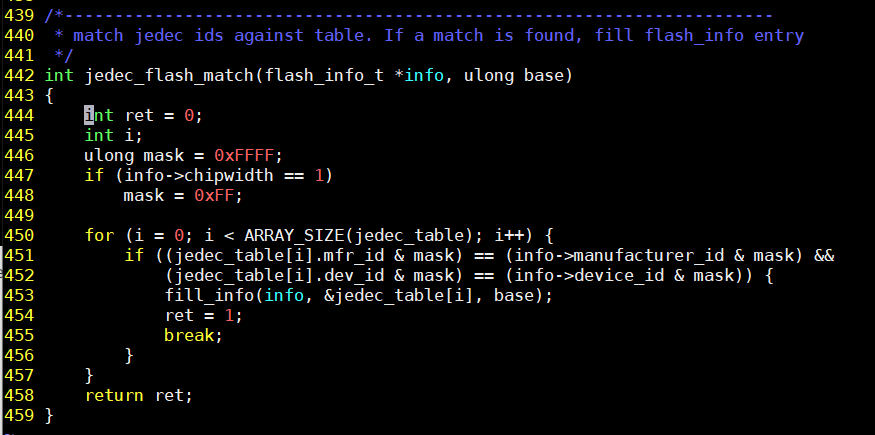 439 /*-----------------------------------------------------------------------
440  * match jedec ids against table. If a match is found, fill flash_info entry
441  */
442 int jedec_flash_match(flash_info_t *info, ulong base)
443 {
444     int ret = 0;
445     int i;
446     ulong mask = 0xFFFF;
447     if (info->chipwidth == 1)
448         mask = 0xFF;
449
450     for (i = 0; i < ARRAY_SIZE(jedec_table); i++) {
451         if ((jedec_table[i].mfr_id & mask) == (info->manufacturer_id & mask) &&
452             (jedec_table[i].dev_id & mask) == (info->device_id & mask)) {
453             fill_info(info, &jedec_table[i], base);
454             ret = 1;
455             break;
456         }
457     }
458     return ret;
459 }